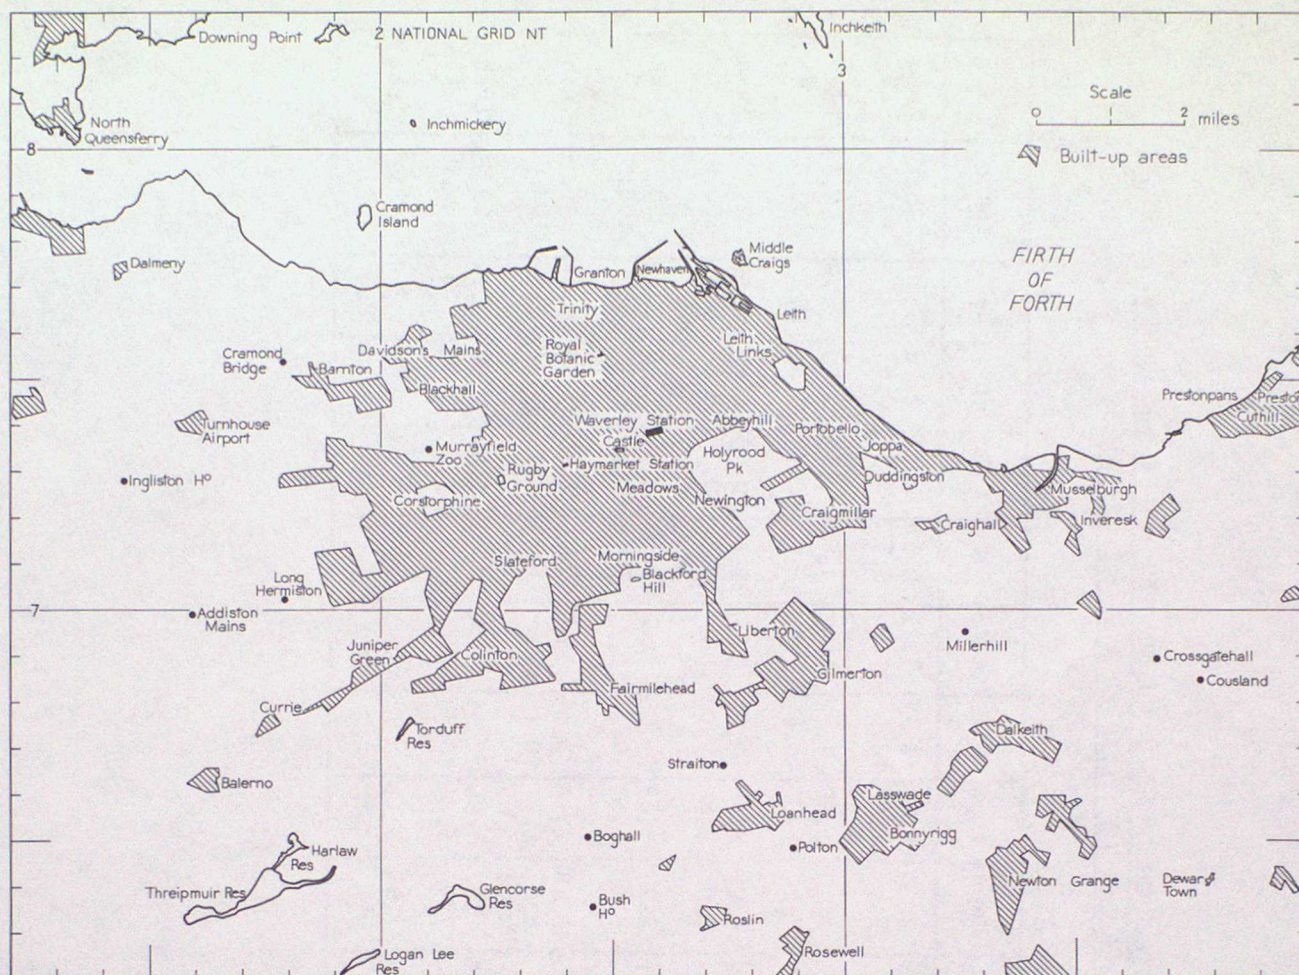 Downing Point
2 NATIONAL GRID NT
Inchkeith
3
Scale
0
2 miles
North
Queensferry
Inchmickery
8
Built-up areas
Cramond
Island
Dalmeny
Middle
Craigs
FIRTH
OF
FORTH
Granton
Newhaven
Trinity
Leith
Leith
Links
Royal
Botanic
Garden
Davidson's Mains
Cramond
Bridge
Barnton
Blackhall
Prestonpans
Presto
Cuthill
Turnhouse
Airport
Waverley Station
Abbeyhill
Portobello
Castle
Joppa
Murrayfield
Zoo
Holyrood
Pk
Haymarket Station
Rugby
Ground
Duddingston
Ingliston Ho
Meadows
Musselburgh
Corstorphine
Newington
Craigmillar
Craighall
Inveresk
Slateford
Morningside
Blackford
Hill
Long
Hermiston
7
Addiston
Mains
Liberton
Juniper
Green
Colinton
Millerhill
Crossgatehall
Cousland
Gilmerton
Fairmilehead
Currie
Torduff
Res
Dalkeith
Straiton
Balerno
Lasswade
Loanhead
Bonnyrigg
Boghall
Polton
Harlaw
Res
Threipmuir Res
Glencorse
Res
Newton Grange
Dewar
Town
Bush
Ho
Roslin
Logan Lee
Res
Rosewell